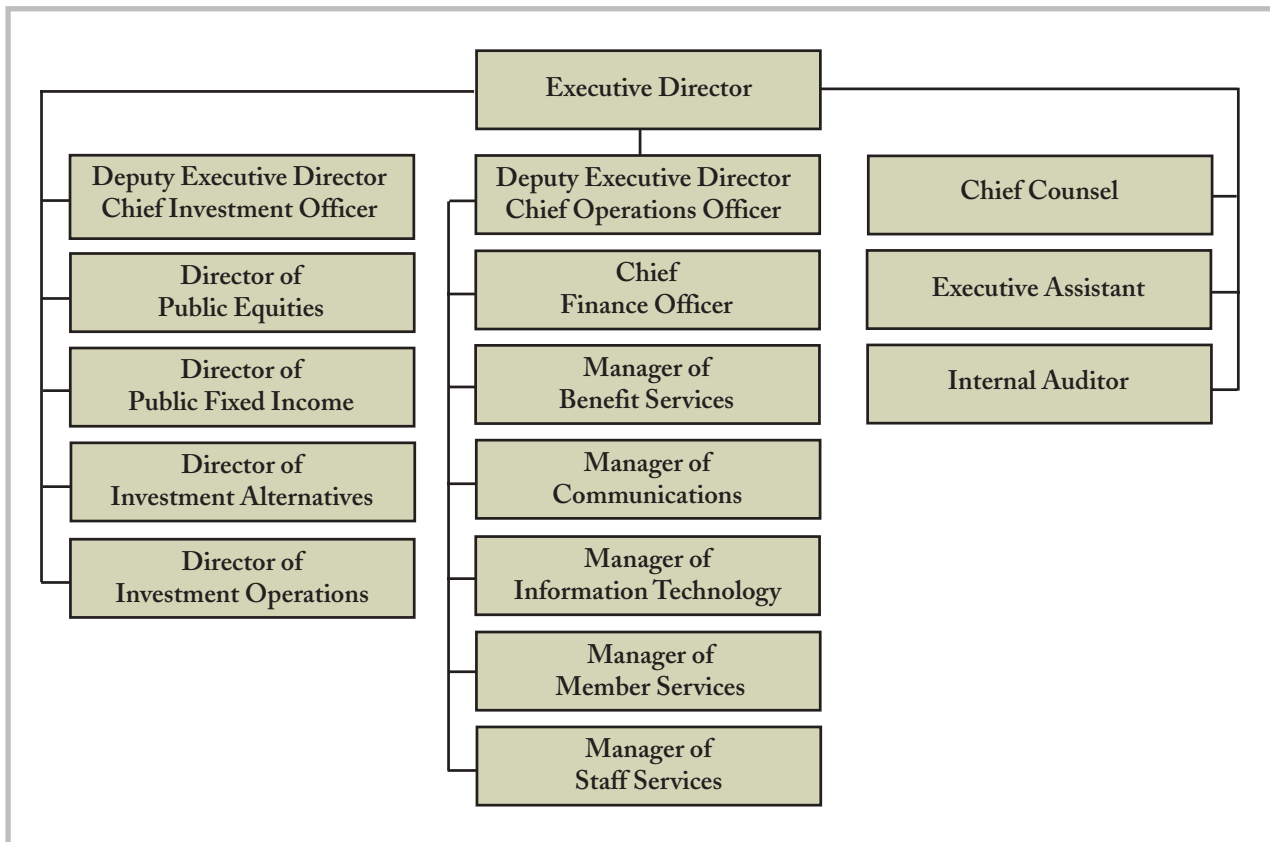 Executive Director
Deputy Executive Director
Chief Investment Officer
Director of
Public Equities
Director of
Public Fixed Income
Director of
Investment Alternatives
Director of
Investment Operations
Deputy Executive Director
Chief Operations Officer
Chief
Finance Officer
Manager of
Benefit Services
Manager of
Communications
Manager of
Information Technology
Manager of
Member Services
Manager of
Staff Services
Chief Counsel
Executive Assistant
Internal Auditor